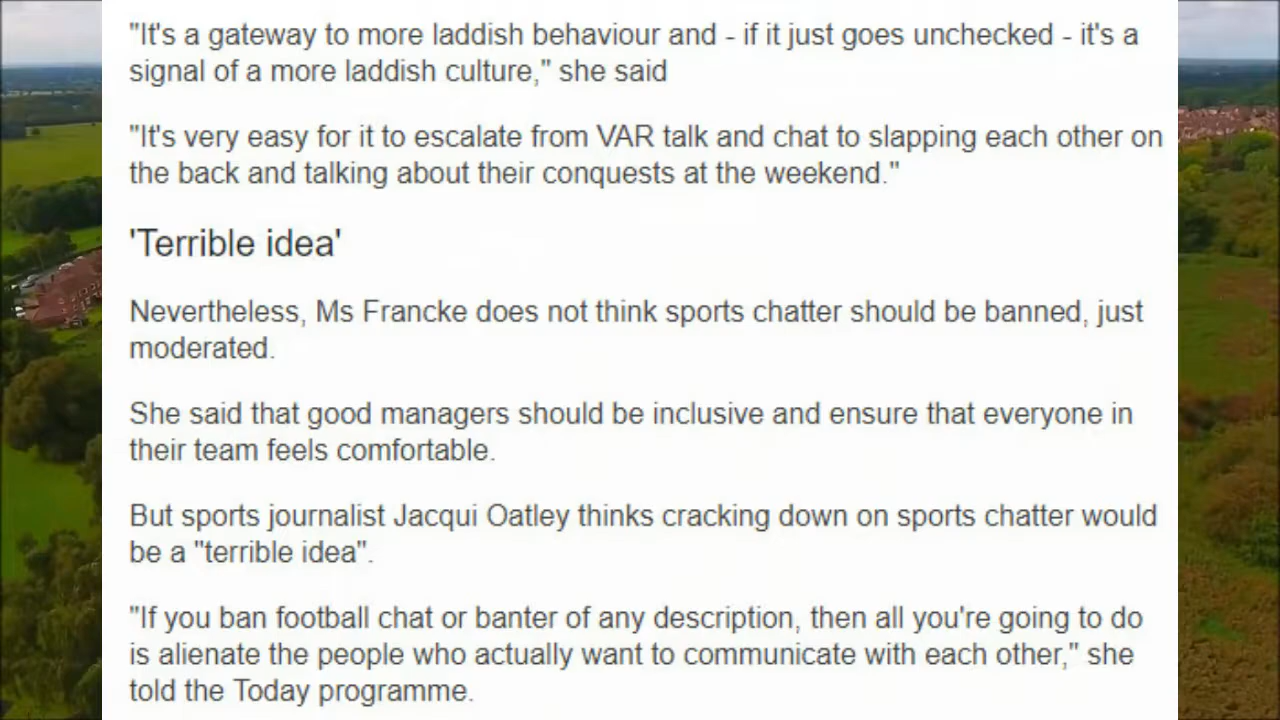 "It's a gateway to more laddish behaviour and - if it just goes unchecked - it's a
signal of a more laddish culture," she said
"It's very easy for it to escalate from VAR talk and chat to slapping each other on
the back and talking about their conquests at the weekend."
'Terrible idea'
Nevertheless, Ms Francke does not think sports chatter should be banned, just
moderated.
She said that good managers should be inclusive and ensure that everyone in
their team feels comfortable.
But sports journalist Jacqui Oatley thinks cracking down on sports chatter would
be a "terrible idea".
"If you ban football chat or banter of any description, then all you're going to do
is alienate the people who actually want to communicate with each other," she
told the Today programme.